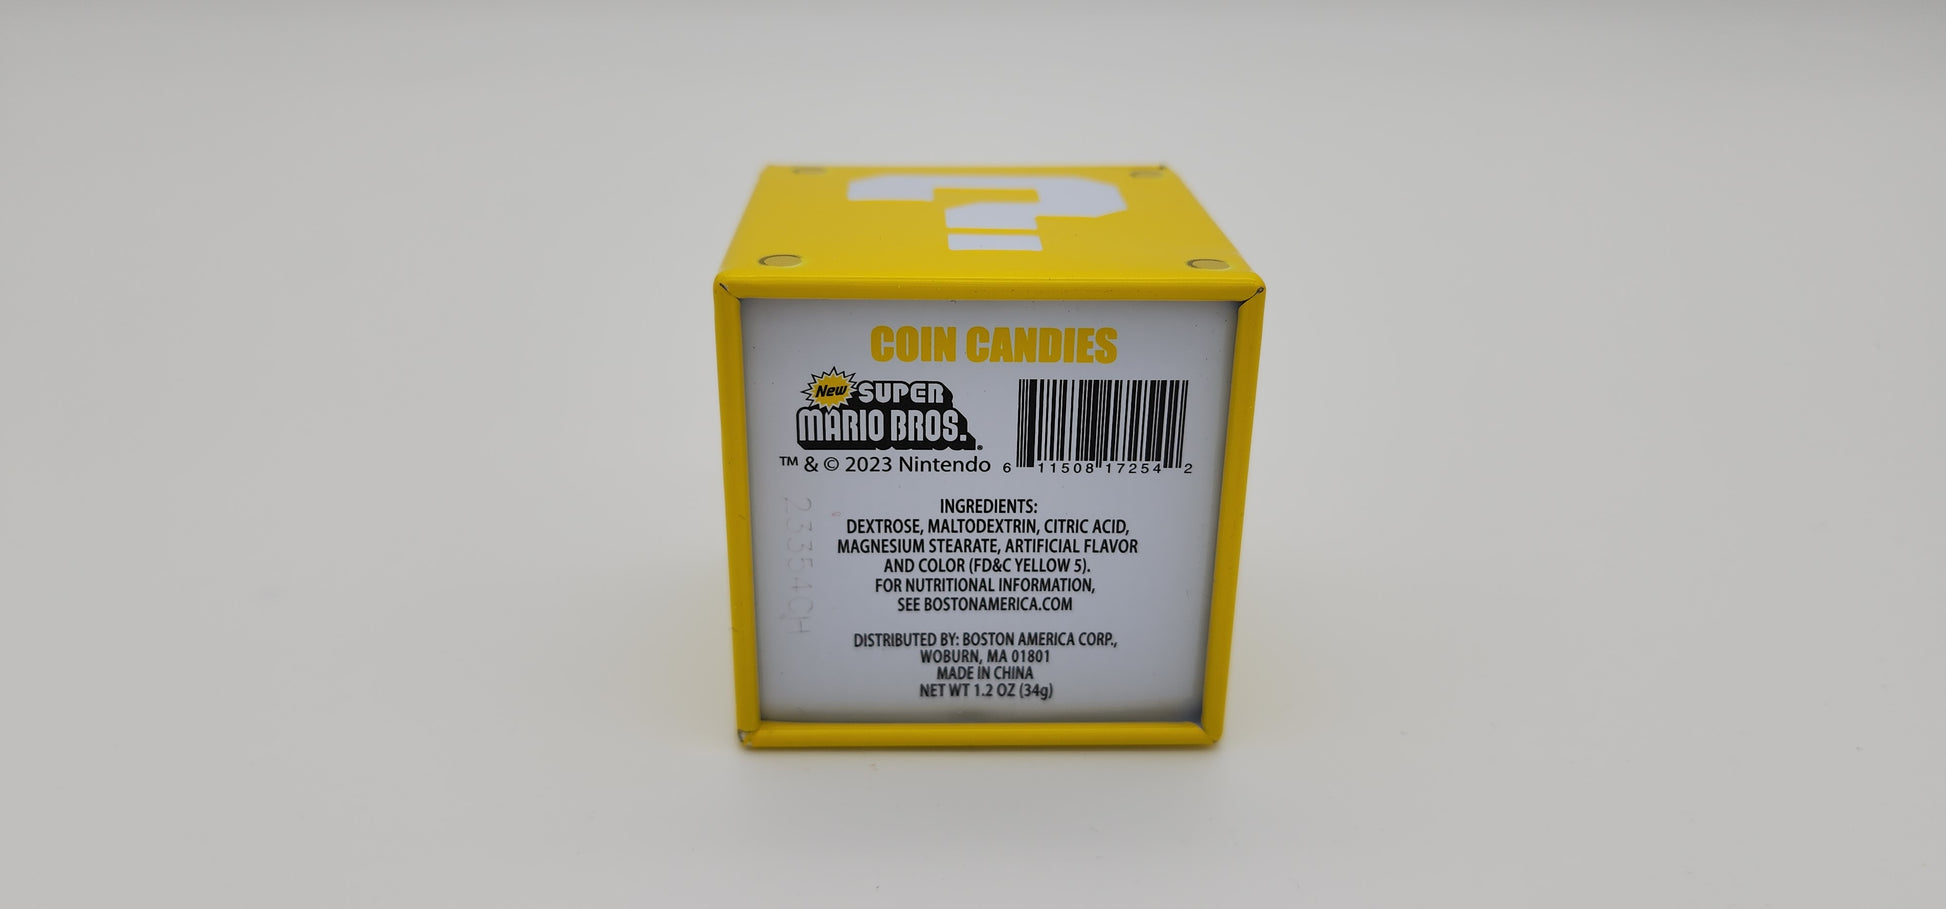 ?
COIN CANDIES
New SUPER
MARIO BROS.®
™ & © 2023 Nintendo
6 11508 17254 2
23354CH
INGREDIENTS:
DEXTROSE, MALTODEXTRIN, CITRIC ACID,
MAGNESIUM STEARATE, ARTIFICIAL FLAVOR
AND COLOR (FD&C YELLOW 5).
FOR NUTRITIONAL INFORMATION,
SEE BOSTONAMERICA.COM
DISTRIBUTED BY: BOSTON AMERICA CORP.,
WOBURN, MA 01801
MADE IN CHINA
NET WT 1.2 OZ (34g)